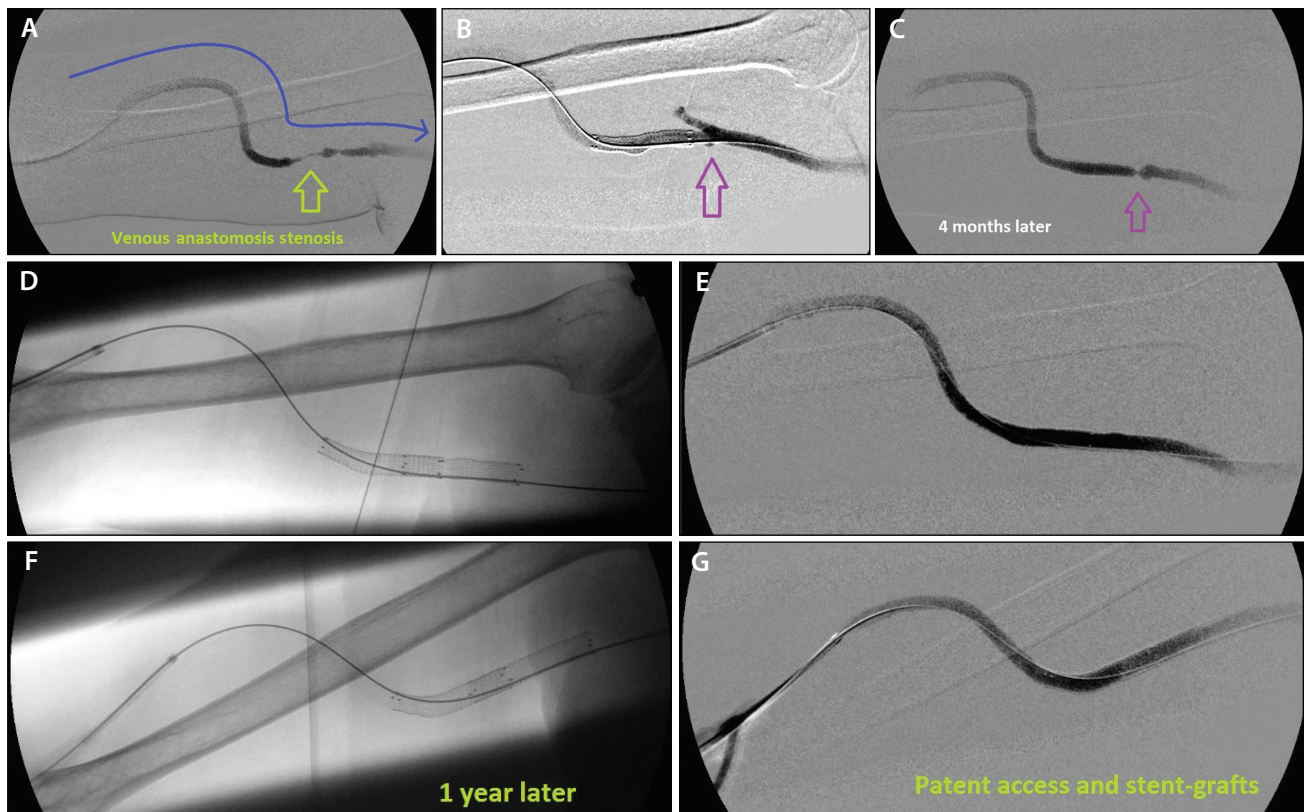 A
B
C
Venous anastomosis stenosis
4 months later
D
E
F
G
1 year later
Patent access and stent-grafts